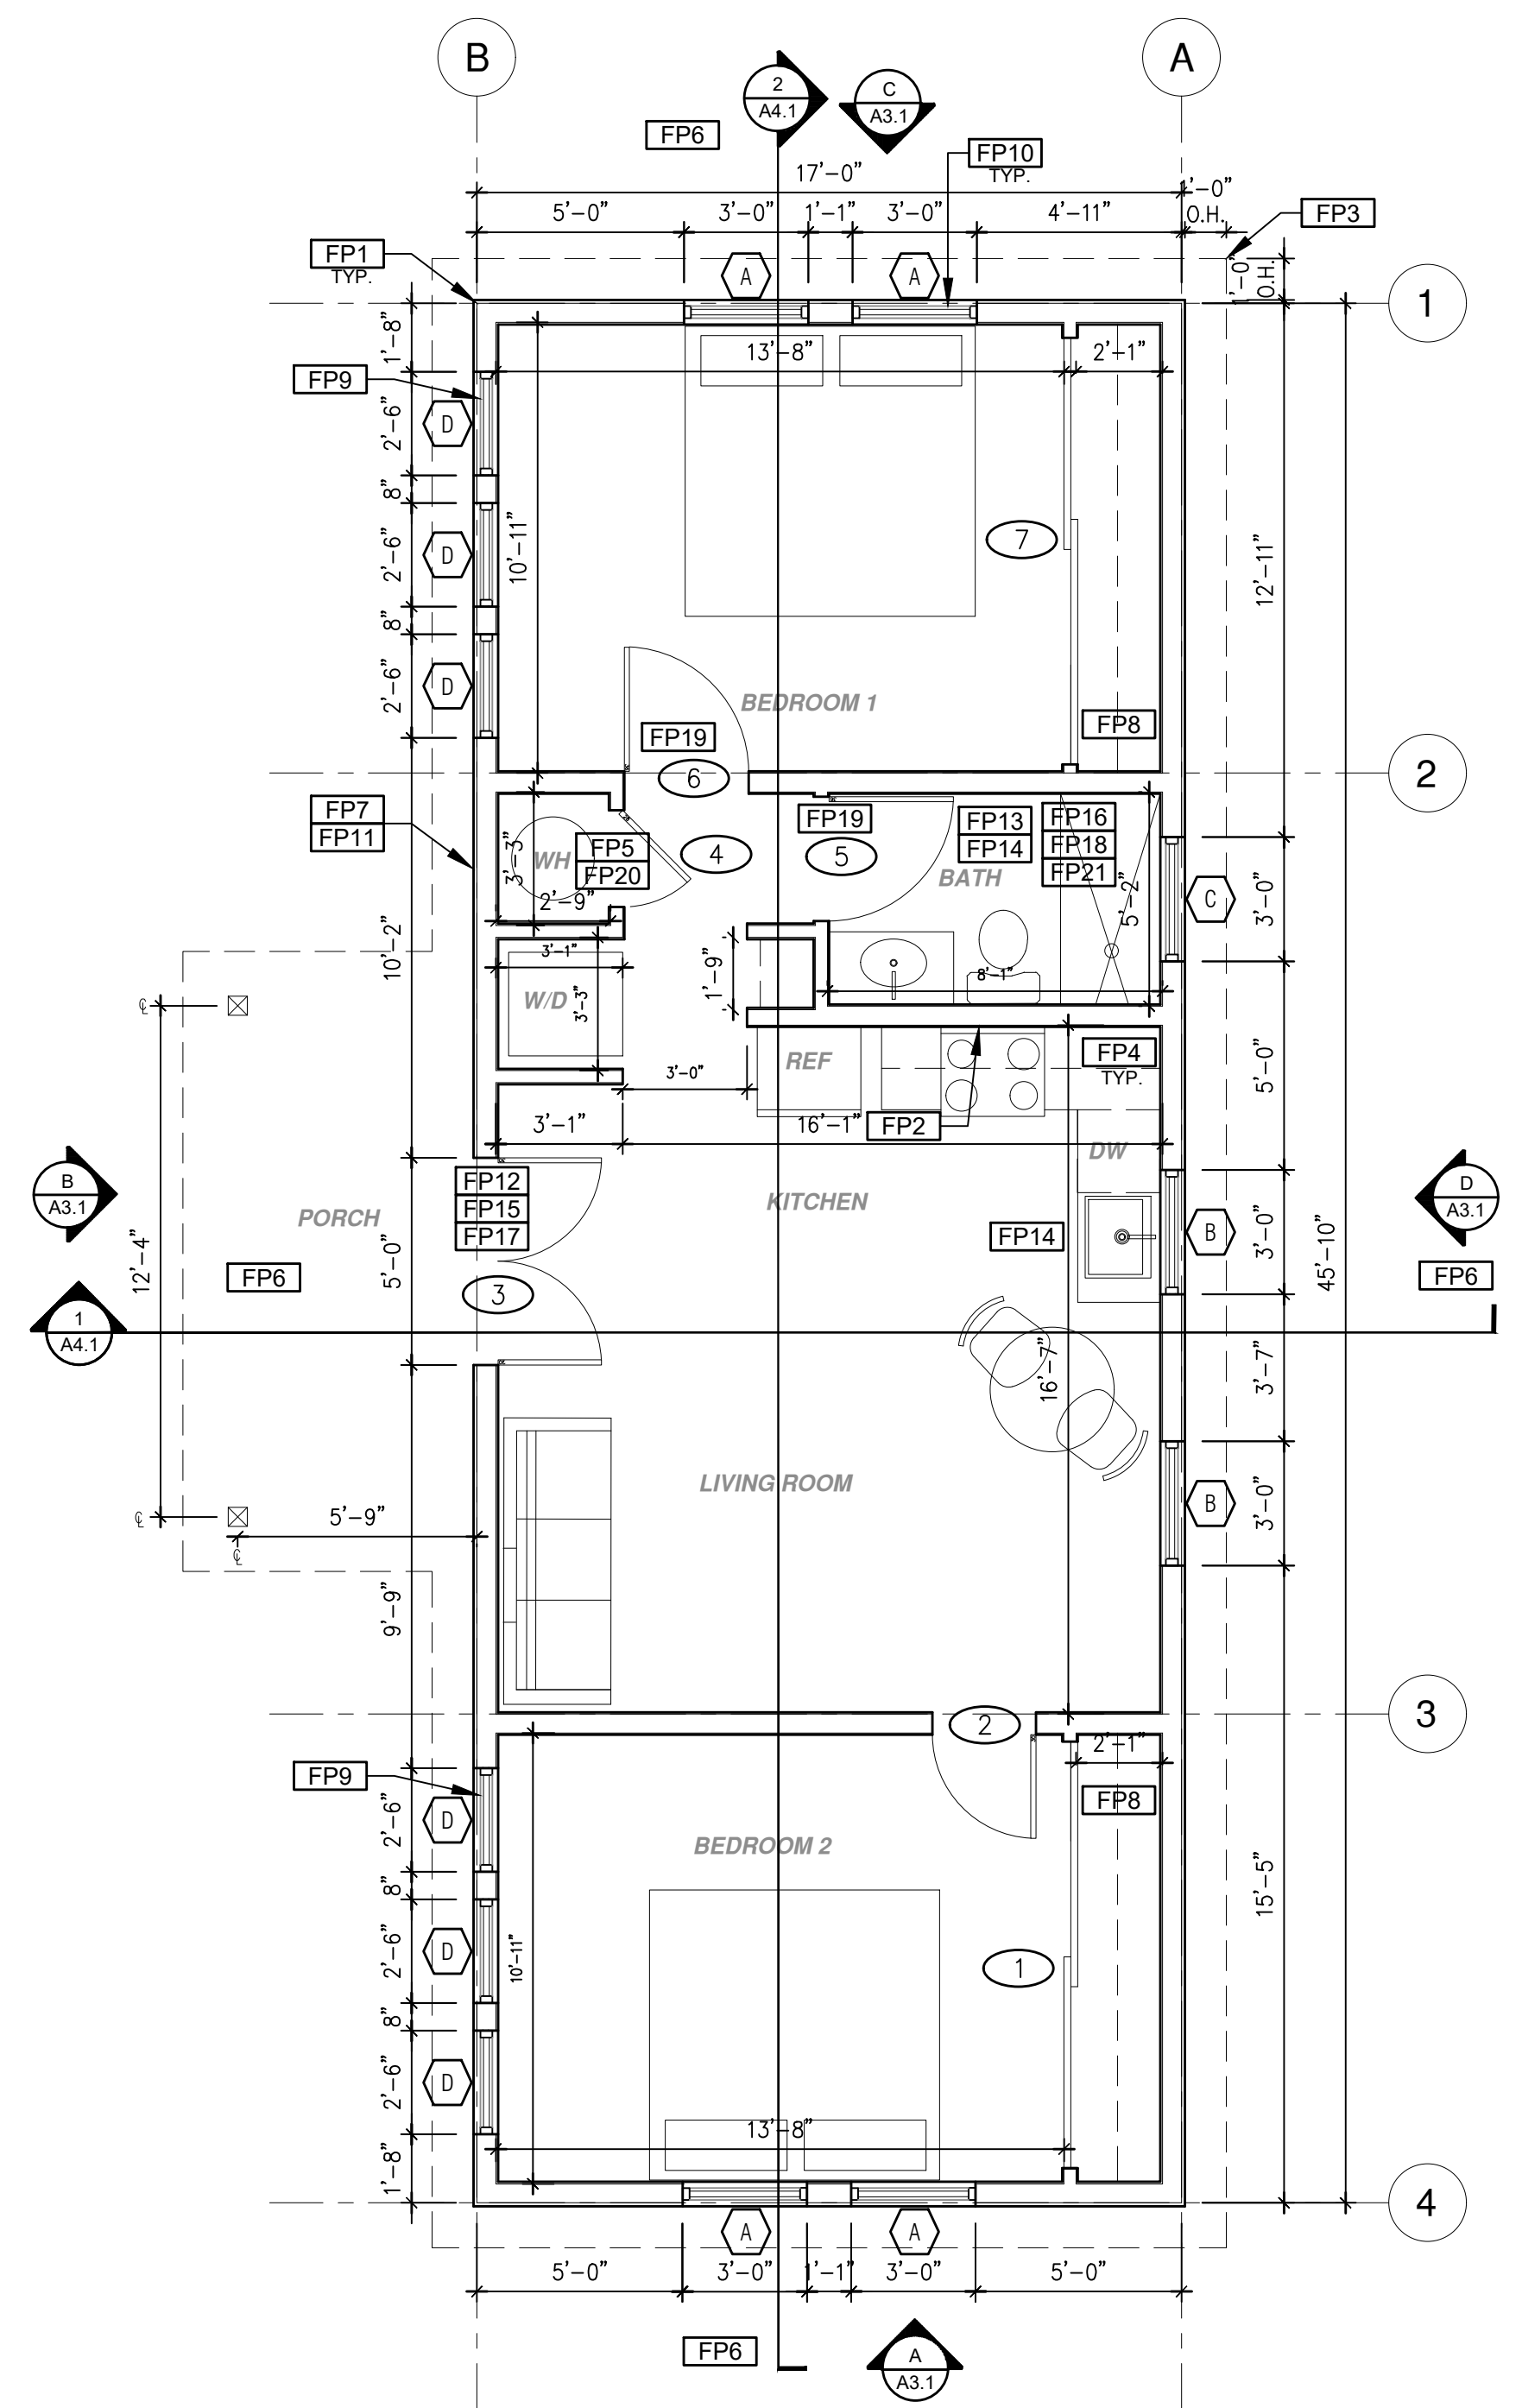 B
A
2
A4.1
C
A3.1
FP6
FP10
TYP.
17'-0"
1'-0"
O.H.
5'-0"
3'-0"
1'-1"
3'-0"
4'-11"
FP3
FP1
TYP.
A
A
1'-0"
O.H.
1
1'-8"
13'-8"
2'-1"
FP9
2'-6"
D
8"
7
10'-11"
2'-6"
D
12'-11"
8"
2'-6"
D
BEDROOM 1
FP8
FP19
6
2
FP7
FP11
FP19
FP13
FP14
FP16
FP18
FP21
3'-3"
WH
FP5
FP20
4
5
BATH
2'-9"
5'-2"
C
3'-0"
10'-2"
3'-1"
1'-9"
8'-1"
W/D
3'-3"
℄
REF
FP4
TYP.
3'-0"
5'-0"
3'-1"
16'-1"
FP2
DW
B
A3.1
FP12
FP15
FP17
D
A3.1
PORCH
KITCHEN
FP14
B
3'-0"
45'-10"
12'-4"
5'-0"
FP6
FP6
3
1
A4.1
16'-7"
3'-7"
LIVING ROOM
B
3'-0"
℄
5'-9"
℄
9'-9"
2
3
2'-1"
FP9
FP8
2'-6"
D
BEDROOM 2
8"
15'-5"
2'-6"
D
10'-11"
1
8"
2'-6"
D
13'-8"
1'-8"
4
A
A
5'-0"
3'-0"
1'-1"
3'-0"
5'-0"
FP6
A
A3.1